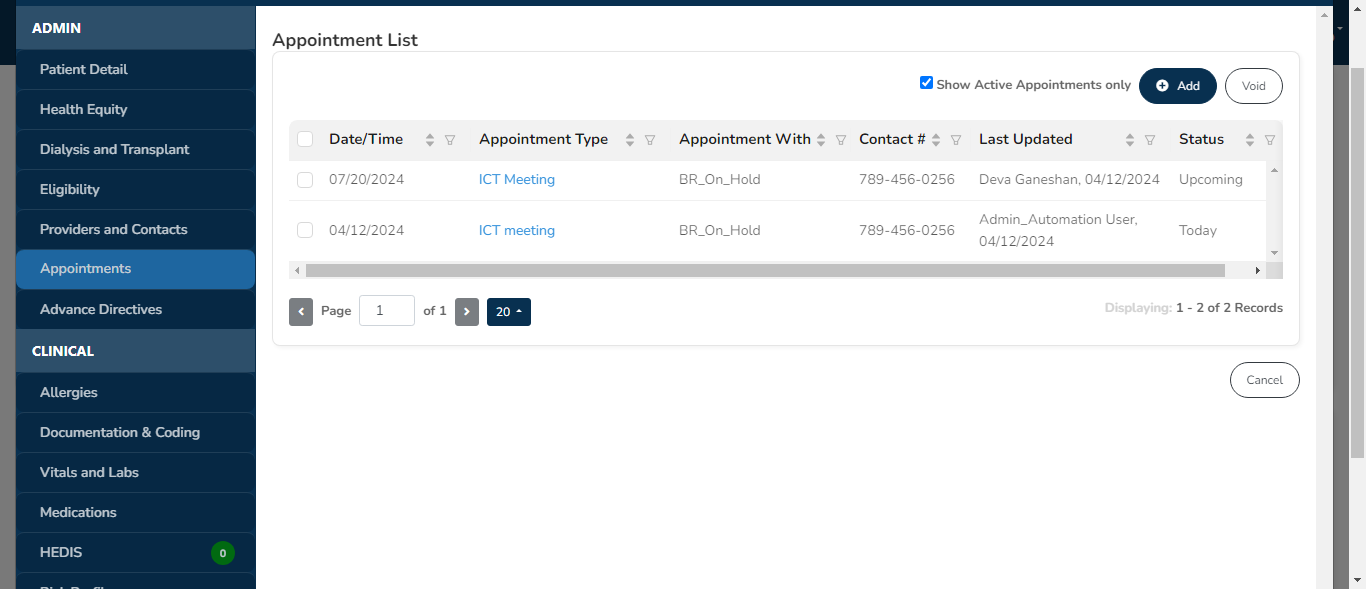 ADMIN
Patient Detail
Health Equity
Dialysis and Transplant
Eligibility
Providers and Contacts
Appointments
Advance Directives
CLINICAL
Allergies
Documentation & Coding
Vitals and Labs
Medications
HEDIS 0
Appointment List
Show Active Appointments only Add Void
Date/Time Appointment Type Appointment With Contact # Last Updated Status
07/20/2024 ICT Meeting BR_On_Hold 789-456-0256 Deva Ganeshan, 04/12/2024 Upcoming
04/12/2024 ICT meeting BR_On_Hold 789-456-0256 Admin_Automation User, Today
04/12/2024
Page 1 of 1 20 Displaying: 1 - 2 of 2 Records
Cancel